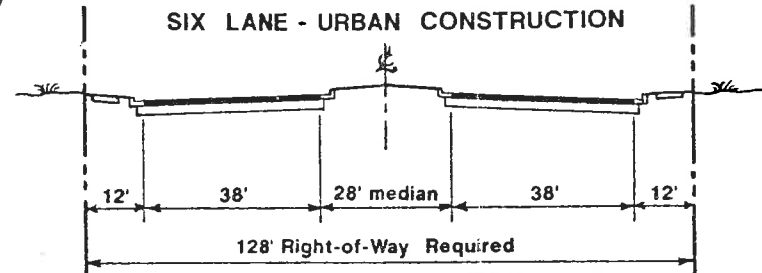 SIX LANE - URBAN CONSTRUCTION
℄
12' 38' 28' median 38' 12'
128' Right-of-Way Required